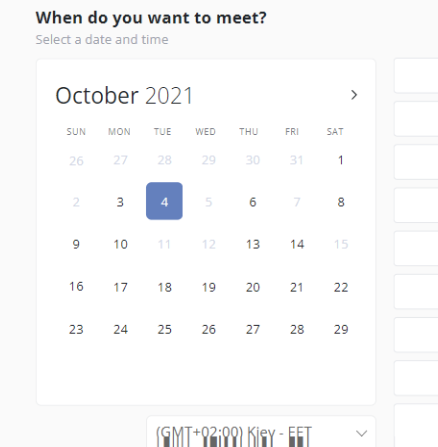 When do you want to meet?
Select a date and time
October 2021
SUN MON TUE WED THU FRI SAT
26 27 28 29 30 31 1
2 3 4 5 6 7 8
9 10 11 12 13 14 15
16 17 18 19 20 21 22
23 24 25 26 27 28 29
(GMT+02:00) Kiev - EET